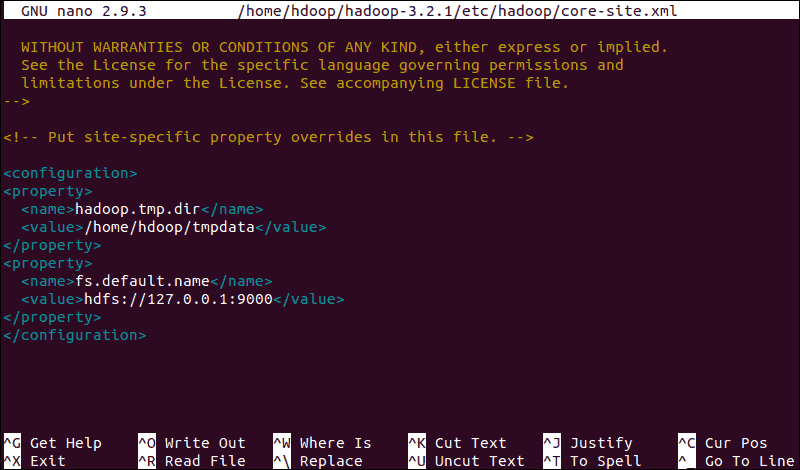 GNU nano 2.9.3 /home/hdoop/hadoop-3.2.1/etc/hadoop/core-site.xml
WITHOUT WARRANTIES OR CONDITIONS OF ANY KIND, either express or implied.
See the License for the specific language governing permissions and
limitations under the License. See accompanying LICENSE file.
-->
<!-- Put site-specific property overrides in this file. -->
<configuration>
<property>
<name>hadoop.tmp.dir</name>
<value>/home/hdoop/tmpdata</value>
</property>
<property>
<name>fs.default.name</name>
<value>hdfs://127.0.0.1:9000</value>
</property>
</configuration>
^G Get Help ^O Write Out ^W Where Is ^K Cut Text ^J Justify ^C Cur Pos
^X Exit ^R Read File ^\ Replace ^U Uncut Text ^T To Spell ^_ Go To Line